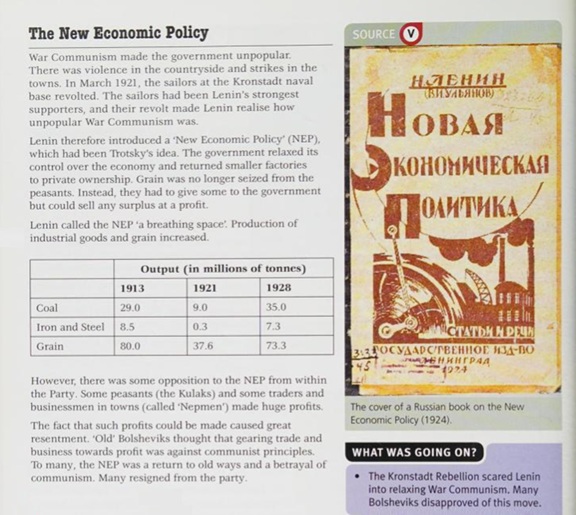 The New Economic Policy
War Communism made the government unpopular.
There was violence in the countryside and strikes in the
towns. In March 1921, the sailors at the Kronstadt naval
base revolted. The sailors had been Lenin's strongest
supporters, and their revolt made Lenin realise how
unpopular War Communism was.
Lenin therefore introduced a 'New Economic Policy' (NEP),
which had been Trotsky's idea. The government relaxed its
control over the economy and returned smaller factories
to private ownership. Grain was no longer seized from the
peasants. Instead, they had to give some to the government
but could sell any surplus at a profit.
Lenin called the NEP 'a breathing space'. Production of
industrial goods and grain increased.
Output (in millions of tonnes)
1913 1921 1928
Coal 29.0 9.0 35.0
Iron and Steel 8.5 0.3 7.3
Grain 80.0 37.6 73.3
However, there was some opposition to the NEP from within
the Party. Some peasants (the Kulaks) and some traders and
businessmen in towns (called 'Nepmen') made huge profits.
The fact that such profits could be made caused great
resentment. 'Old' Bolsheviks thought that gearing trade and
business towards profit was against communist principles.
To many, the NEP was a return to old ways and a betrayal of
communism. Many resigned from the party.
SOURCE V
Н. ЛЕНИН
(В. И. УЛЬЯНОВ)
НОВАЯ
ЭКОНОМИЧЕСКАЯ
ПОЛИТИКА
СТАТЬИ И РЕЧИ
ГОСУДАРСТВЕННОЕ ИЗД-ВО
ЛЕНИНГРАД
1924
The cover of a Russian book on the New
Economic Policy (1924).
WHAT WAS GOING ON?
• The Kronstadt Rebellion scared Lenin
into relaxing War Communism. Many
Bolsheviks disapproved of this move.